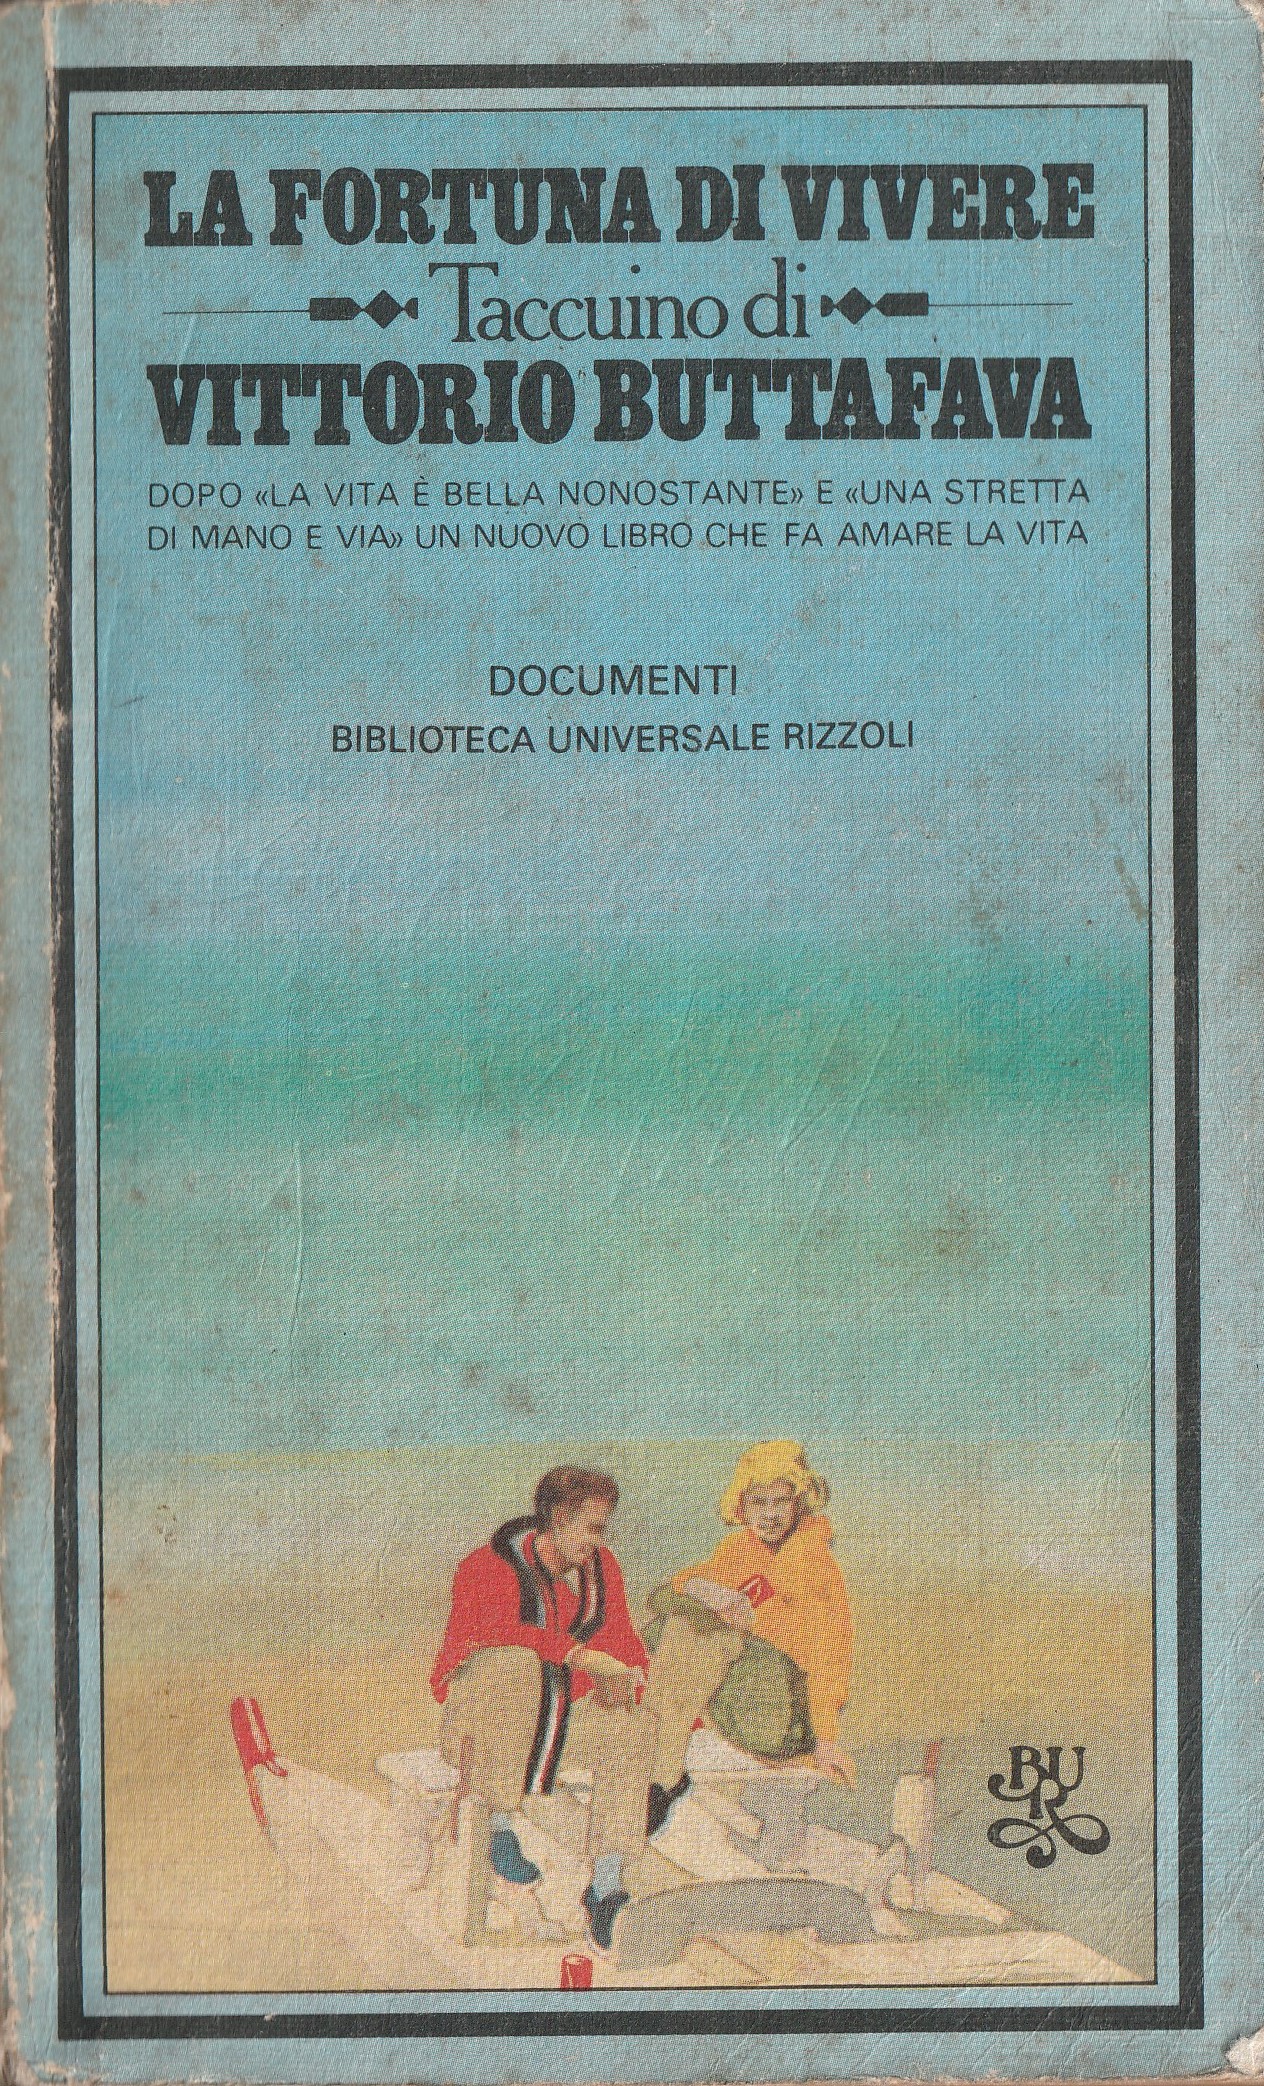 LA FORTUNA DI VIVERE
Taccuino di
VITTORIO BUTTAFAVA
DOPO «LA VITA È BELLA NONOSTANTE» E «UNA STRETTA
DI MANO E VIA» UN NUOVO LIBRO CHE FA AMARE LA VITA
DOCUMENTI
BIBLIOTECA UNIVERSALE RIZZOLI
BUR